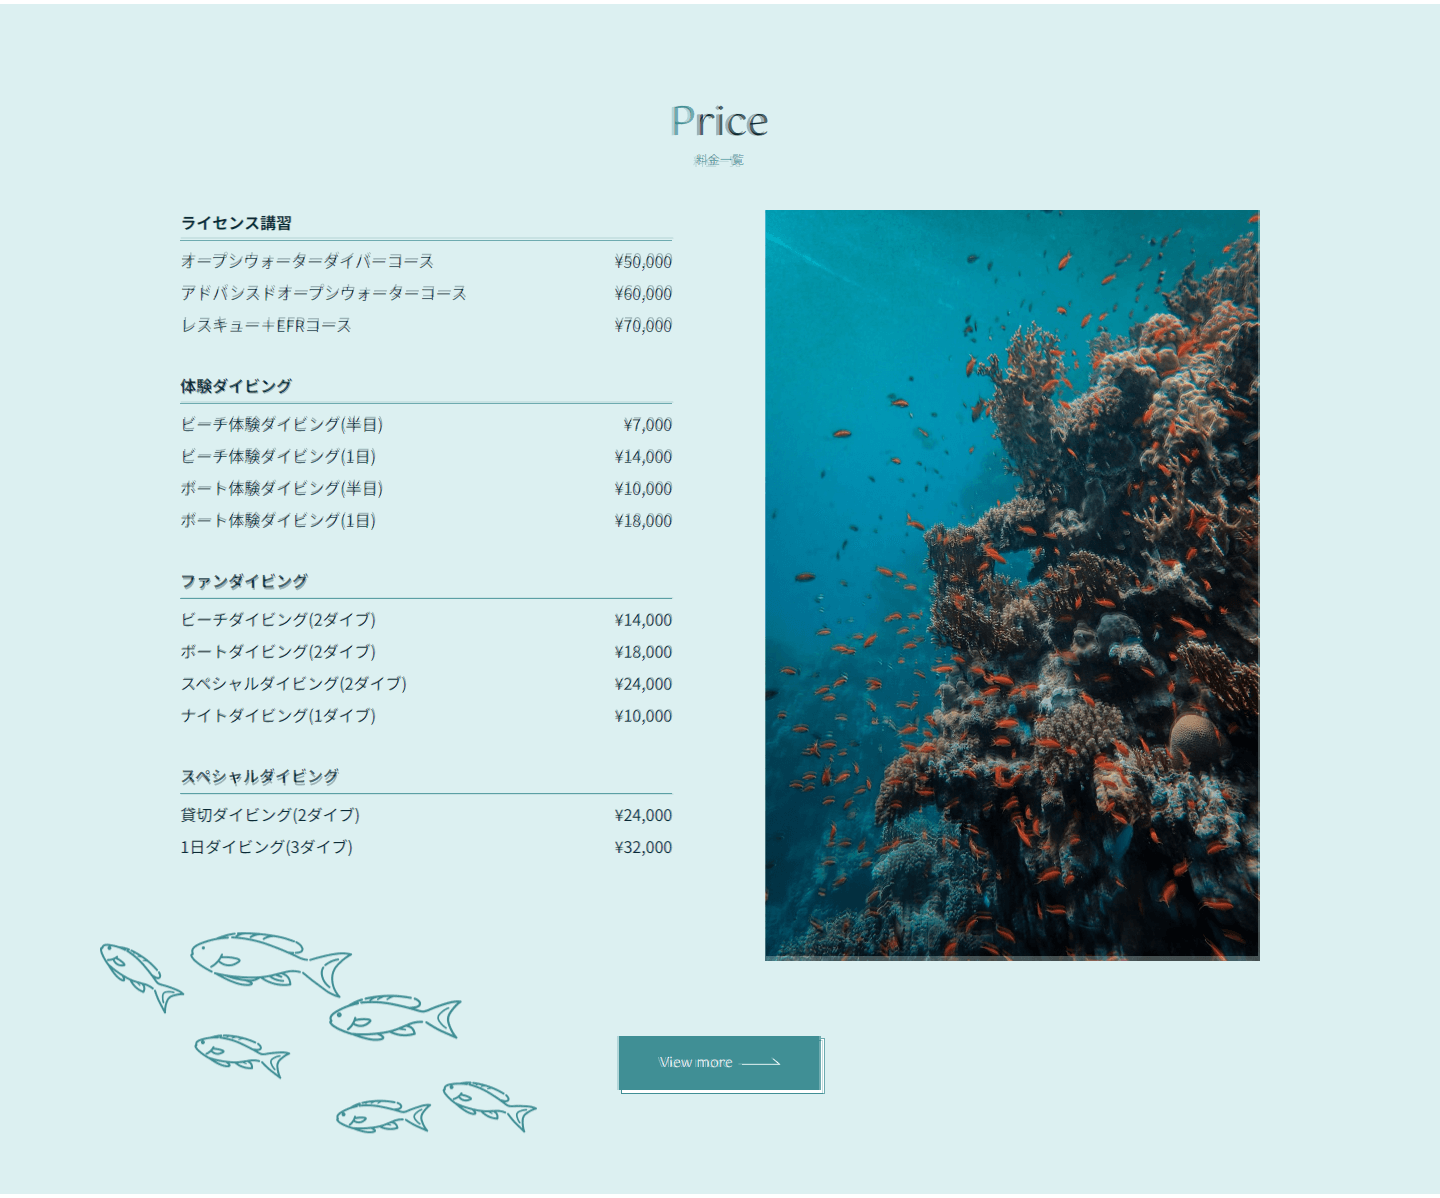 Price
料金一覧
ライセンス講習
オープンウォーターダイバーコース ¥50,000
アドバンスドオープンウォーターコース ¥60,000
レスキュー＋EFRコース ¥70,000
体験ダイビング
ビーチ体験ダイビング(半日) ¥7,000
ビーチ体験ダイビング(1日) ¥14,000
ボート体験ダイビング(半日) ¥10,000
ボート体験ダイビング(1日) ¥18,000
ファンダイビング
ビーチダイビング(2ダイブ) ¥14,000
ボートダイビング(2ダイブ) ¥18,000
スペシャルダイビング(2ダイブ) ¥24,000
ナイトダイビング(1ダイブ) ¥10,000
スペシャルダイビング
貸切ダイビング(2ダイブ) ¥24,000
1日ダイビング(3ダイブ) ¥32,000
View more